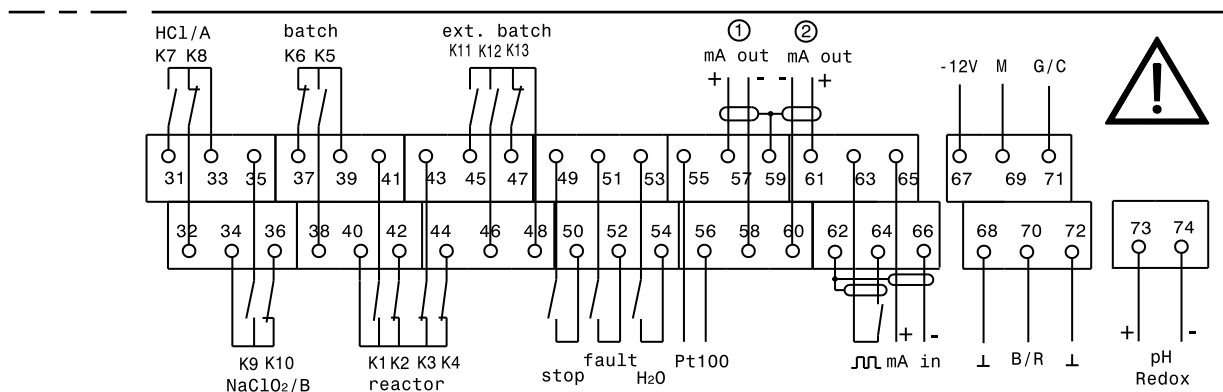 HCl/A batch ext. batch ① ②
K7 K8 K6 K5 K11 K12 K13 mA out mA out
+ - - + -12V M G/C
31 33 35 37 39 41 43 45 47 49 51 53 55 57 59 61 63 65 67 69 71
32 34 36 38 40 42 44 46 48 50 52 54 56 58 60 62 64 66 68 70 72 73 74
+ - + -
K9 K10 K1 K2 K3 K4 stop fault H₂O Pt100 mA in ⊥ B/R ⊥ pH
NaClO₂/B reactor Redox